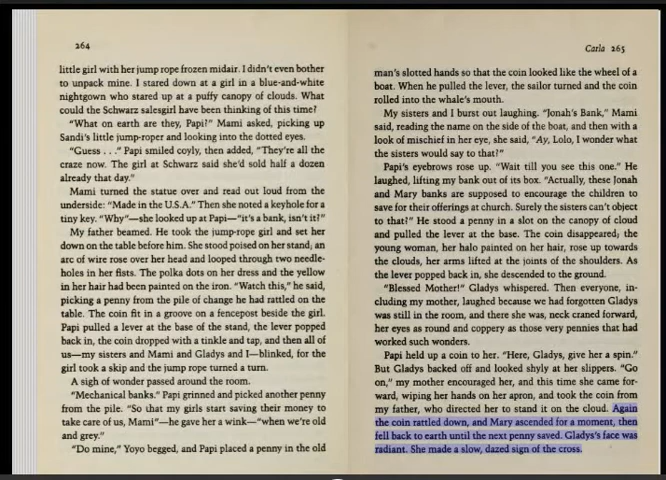 264
little girl with her jump rope frozen midair. I didn't even bother
to unpack mine. I stared down at a girl in a blue-and-white
nightgown who stared up at a puffy canopy of clouds. What
could the Schwarz salesgirl have been thinking of this time?
"What on earth are they, Papi?" Mami asked, picking up
Sandi's little jump-roper and looking into the dotted eyes.
"Guess . . ." Papi smiled coyly, then added, "They're all the
craze now. The girl at Schwarz said she'd sold half a dozen
already that day."
Mami turned the statue over and read out loud from the
underside: "Made in the U.S.A." Then she noted a keyhole for a
tiny key. "Why"—she looked up at Papi—"it's a bank, isn't it?"
My father beamed. He took the jump-rope girl and set her
down on the table before him. She stood poised on her stand; an
arc of wire rose over her head and looped through two needle-
holes in her fists. The polka dots on her dress and the yellow
in her hair had been painted on the iron. "Watch this," he said,
picking a penny from the pile of change he had rattled on the
table. The coin fit in a groove on a fencepost beside the girl.
Papi pulled a lever at the base of the stand, the lever popped
back in, the coin dropped with a tinkle and tap, and then all of
us—my sisters and Mami and Gladys and I—blinked, for the
girl took a skip and the jump rope turned a turn.
A sigh of wonder passed around the room.
"Mechanical banks." Papi grinned and picked another penny
from the pile. "So that my girls start saving their money to
take care of us, Mami"—he gave her a wink—"when we're old
and grey."
"Do mine," Yoyo begged, and Papi placed a penny in the old
Carla 265
man's slotted hands so that the coin looked like the wheel of a
boat. When he pulled the lever, the sailor turned and the coin
rolled into the whale's mouth.
My sisters and I burst out laughing. "Jonah's Bank," Mami
said, reading the name on the side of the boat, and then with a
look of mischief in her eye, she said, "Ay, Lolo, I wonder what
the sisters would say to that?"
Papi's eyebrows rose up. "Wait till you see this one." He
laughed, lifting my bank out of its box. "Actually, these Jonah
and Mary banks are supposed to encourage the children to
save for their offerings at church. Surely the sisters can't object
to that?" He stood a penny in a slot on the canopy of cloud
and pulled the lever at the base. The coin disappeared; the
young woman, her halo painted on her hair, rose up towards
the clouds, her arms lifted at the joints of the shoulders. As
the lever popped back in, she descended to the ground.
"Blessed Mother!" Gladys whispered. Then everyone, in-
cluding my mother, laughed because we had forgotten Gladys
was still in the room, and there she was, neck craned forward,
her eyes as round and coppery as those very pennies that had
worked such wonders.
Papi held up a coin to her. "Here, Gladys, give her a spin."
But Gladys backed off and looked shyly at her slippers. "Go
on," my mother encouraged her, and this time she came for-
ward, wiping her hands on her apron, and took the coin from
my father, who directed her to stand it on the cloud. Again
the coin rattled down, and Mary ascended for a moment, then
fell back to earth until the next penny saved. Gladys's face was
radiant. She made a slow, dazed sign of the cross.